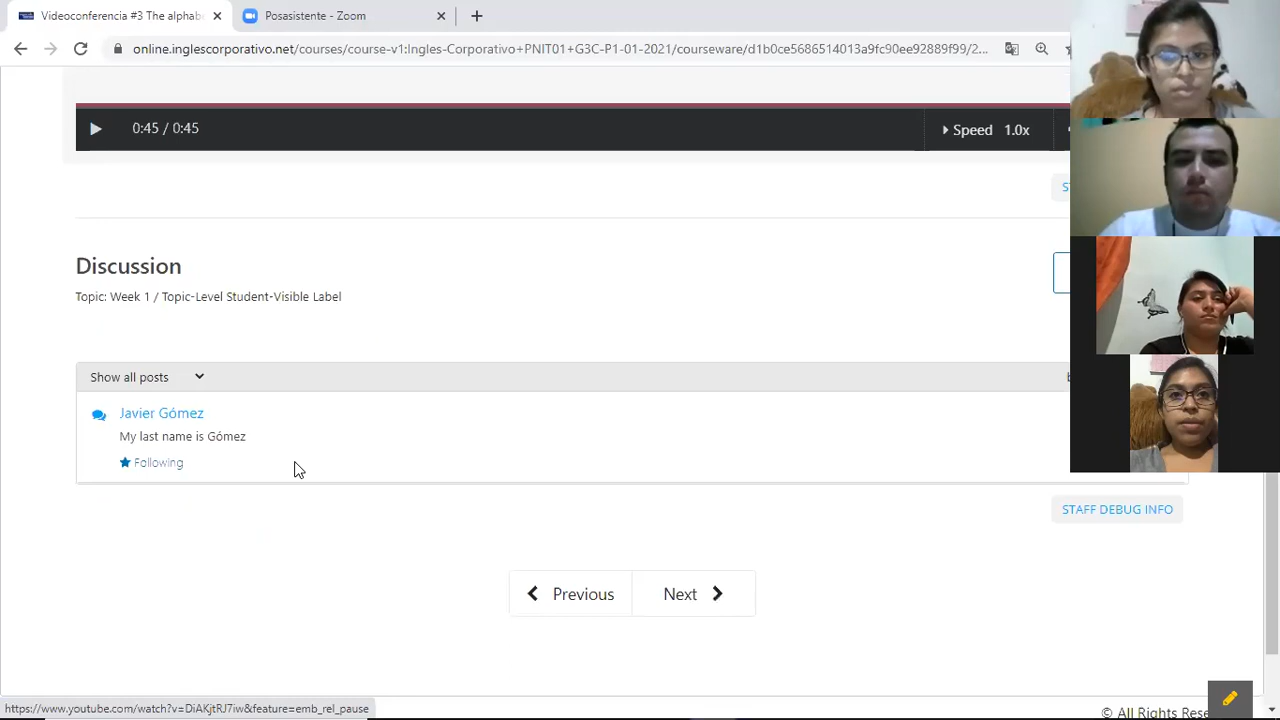 Videoconferencia #3 The alphab
Posasistente - Zoom
online.inglescorporativo.net/courses/course-v1:Ingles-Corporativo+PNIT01+G3C-P1-01-2021/courseware/d1b0ce5686514013a9fc90ee92889f99/2...
0:45 / 0:45
Speed 1.0x
Discussion
Topic: Week 1 / Topic-Level Student-Visible Label
Show all posts
Javier Gómez
My last name is Gómez
Following
STAFF DEBUG INFO
Previous
Next
https://www.youtube.com/watch?v=DiAKjtRJ7iw&feature=emb_rel_pause
© All Rights Rese